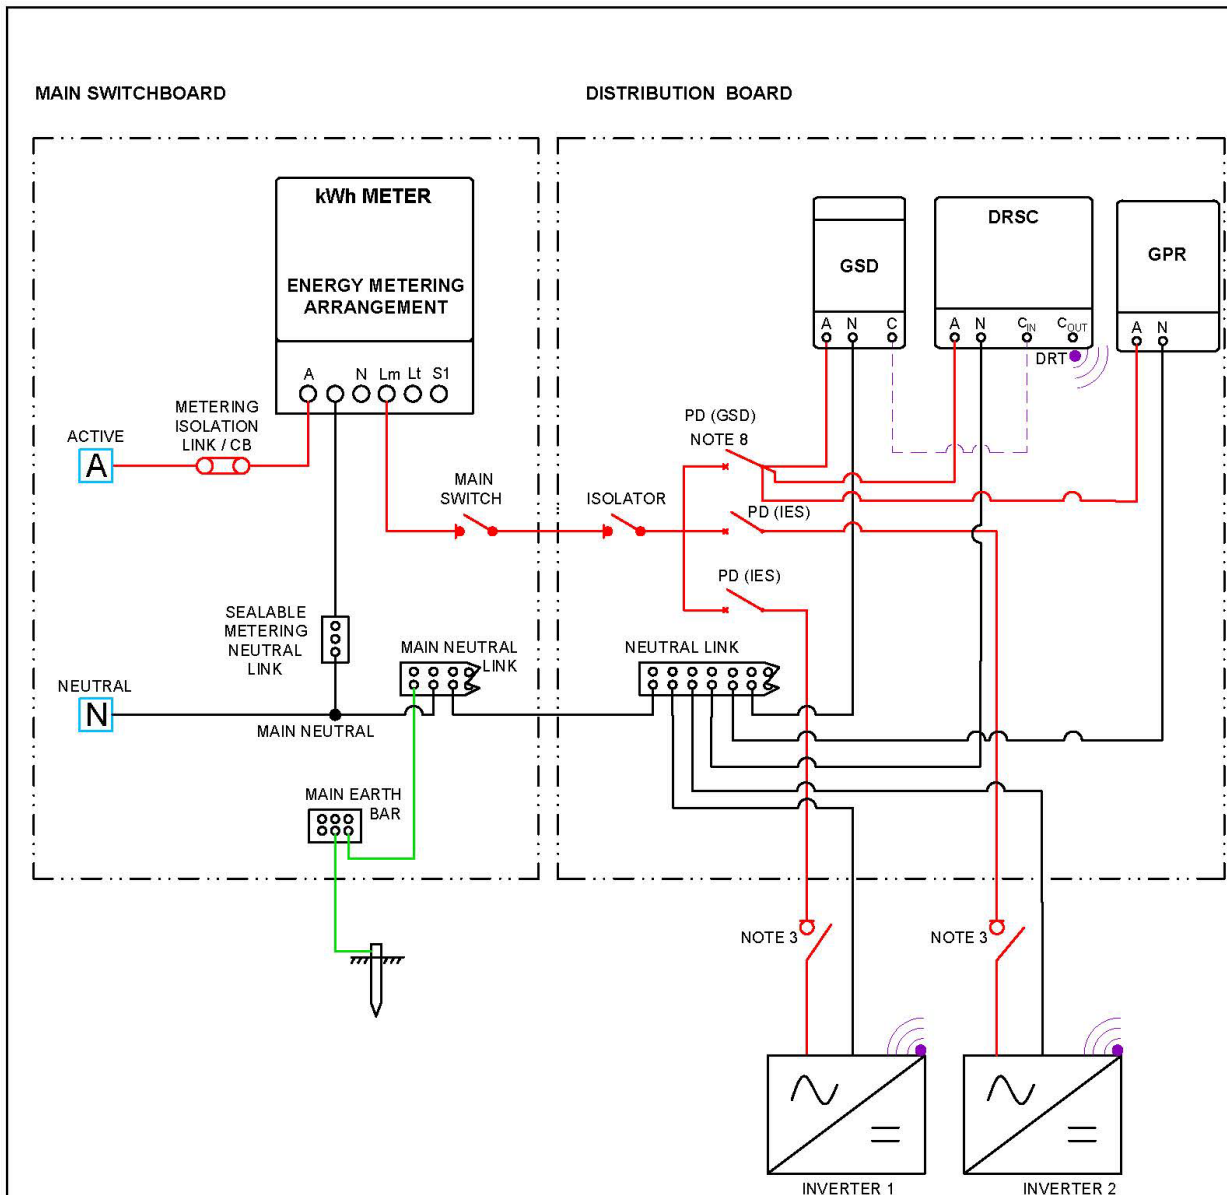 MAIN SWITCHBOARD
DISTRIBUTION BOARD
kWh METER
ENERGY METERING
ARRANGEMENT
A
N
Lm
Lt
S1
GSD
A
N
C
DRSC
A
N
CIN
COUT
DRT
GPR
A
N
METERING
ISOLATION
LINK / CB
ACTIVE
A
MAIN
SWITCH
ISOLATOR
PD (GSD)
NOTE 8
PD (IES)
PD (IES)
SEALABLE
METERING
NEUTRAL
LINK
MAIN NEUTRAL
LINK
NEUTRAL LINK
NEUTRAL
N
MAIN NEUTRAL
MAIN EARTH
BAR
NOTE 3
NOTE 3
INVERTER 1
INVERTER 2